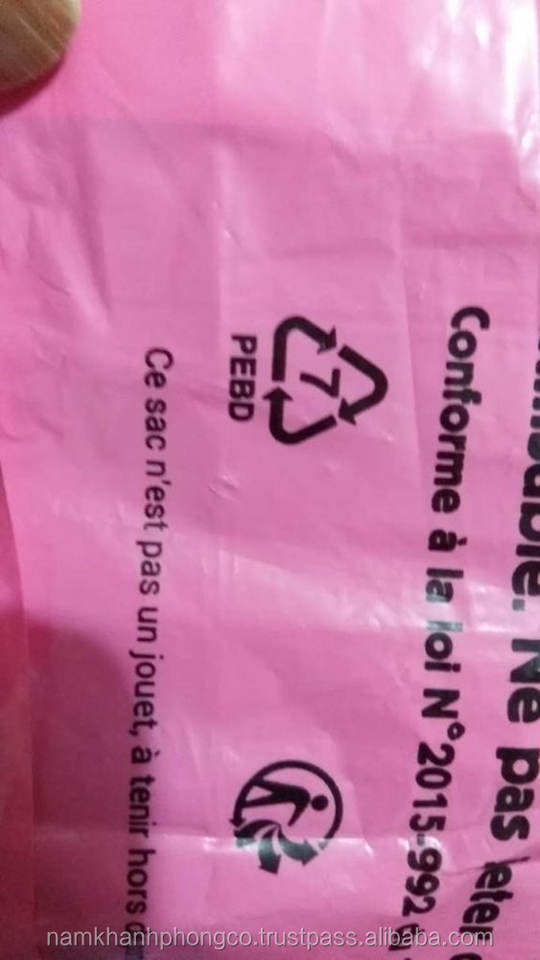 Ne pas
Conforme à la loi N°2015-992
7
PEBD
Ce sac n'est pas un jouet, à tenir hors
namkhanhphongco.trustpass.alibaba.com